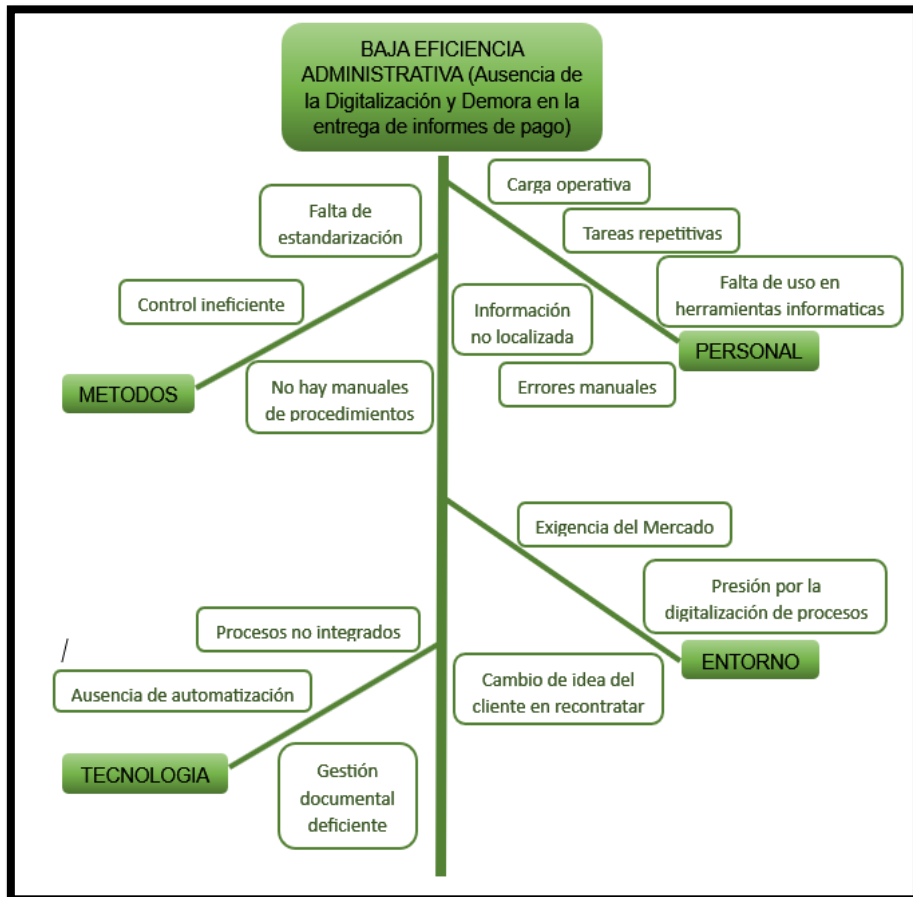 BAJA EFICIENCIA
ADMINISTRATIVA (Ausencia de
la Digitalización y Demora en la
entrega de informes de pago)
Carga operativa
Falta de
estandarización
Tareas repetitivas
Falta de uso en
herramientas informaticas
Control ineficiente
Información
no localizada
PERSONAL
METODOS
No hay manuales
de procedimientos
Errores manuales
Exigencia del Mercado
Presión por la
digitalización de procesos
Procesos no integrados
/
ENTORNO
Ausencia de automatización
Cambio de idea del
cliente en recontratar
TECNOLOGIA
Gestión
documental
deficiente